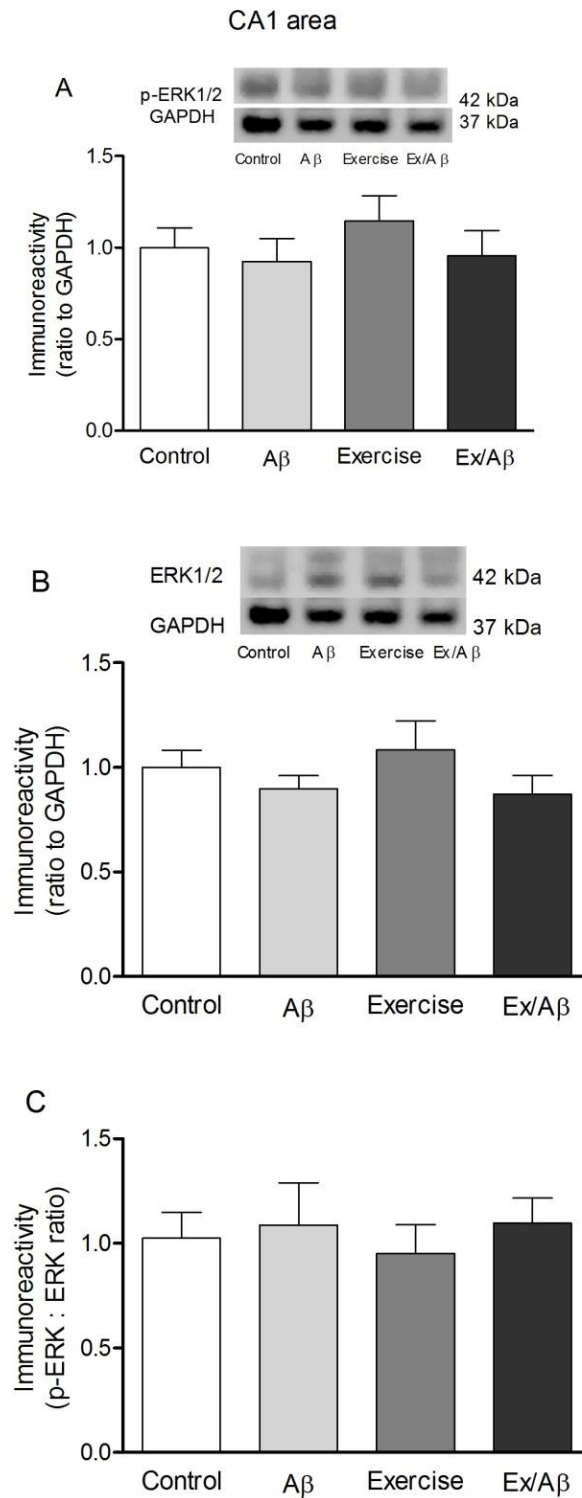 CA1 area
A
p-ERK1/2
GAPDH
42 kDa
37 kDa
Control Aβ Exercise Ex/Aβ
Immunoreactivity
(ratio to GAPDH)
1.5
1.0
0.5
0.0
Control Aβ Exercise Ex/Aβ
B
ERK1/2
GAPDH
42 kDa
37 kDa
Control Aβ Exercise Ex/Aβ
Immunoreactivity
(ratio to GAPDH)
1.5
1.0
0.5
0.0
Control Aβ Exercise Ex/Aβ
C
Immunoreactivity
(p-ERK : ERK ratio)
1.5
1.0
0.5
0.0
Control Aβ Exercise Ex/Aβ